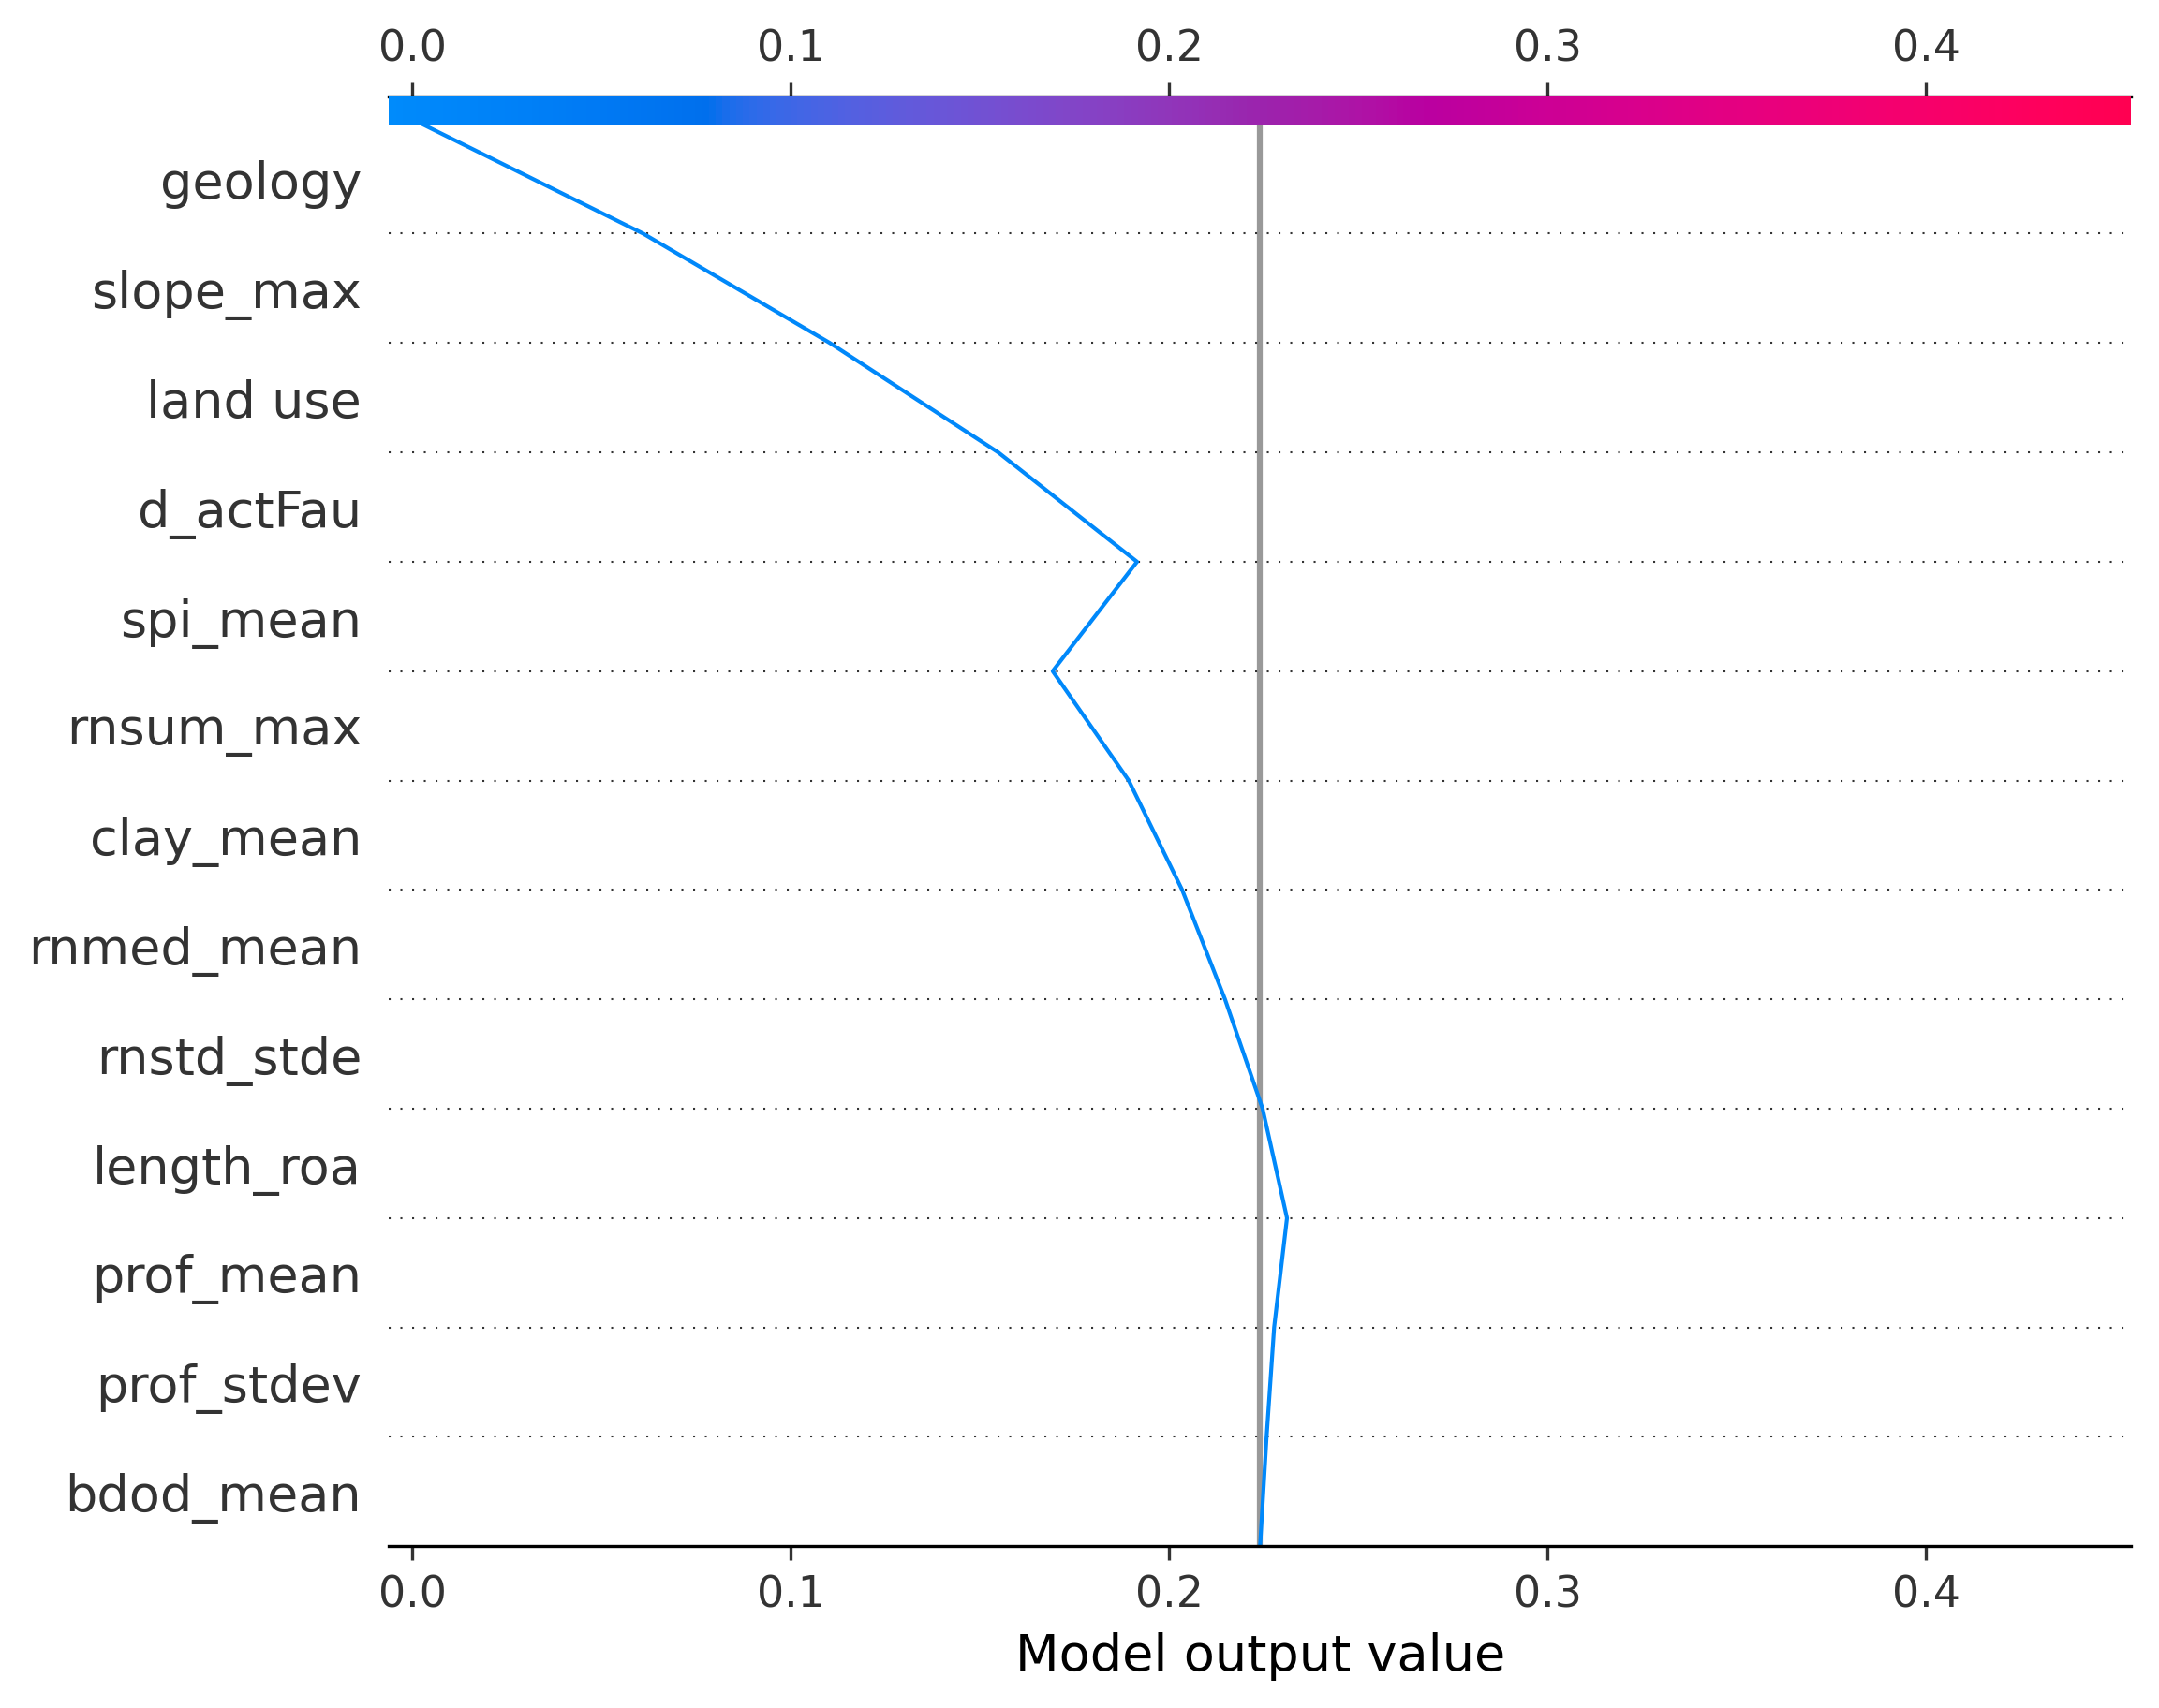 0.0 0.1 0.2 0.3 0.4
geology
slope_max
land use
d_actFau
spi_mean
rnsum_max
clay_mean
rnmed_mean
rnstd_stde
length_roa
prof_mean
prof_stdev
bdod_mean
0.0 0.1 0.2 0.3 0.4
Model output value